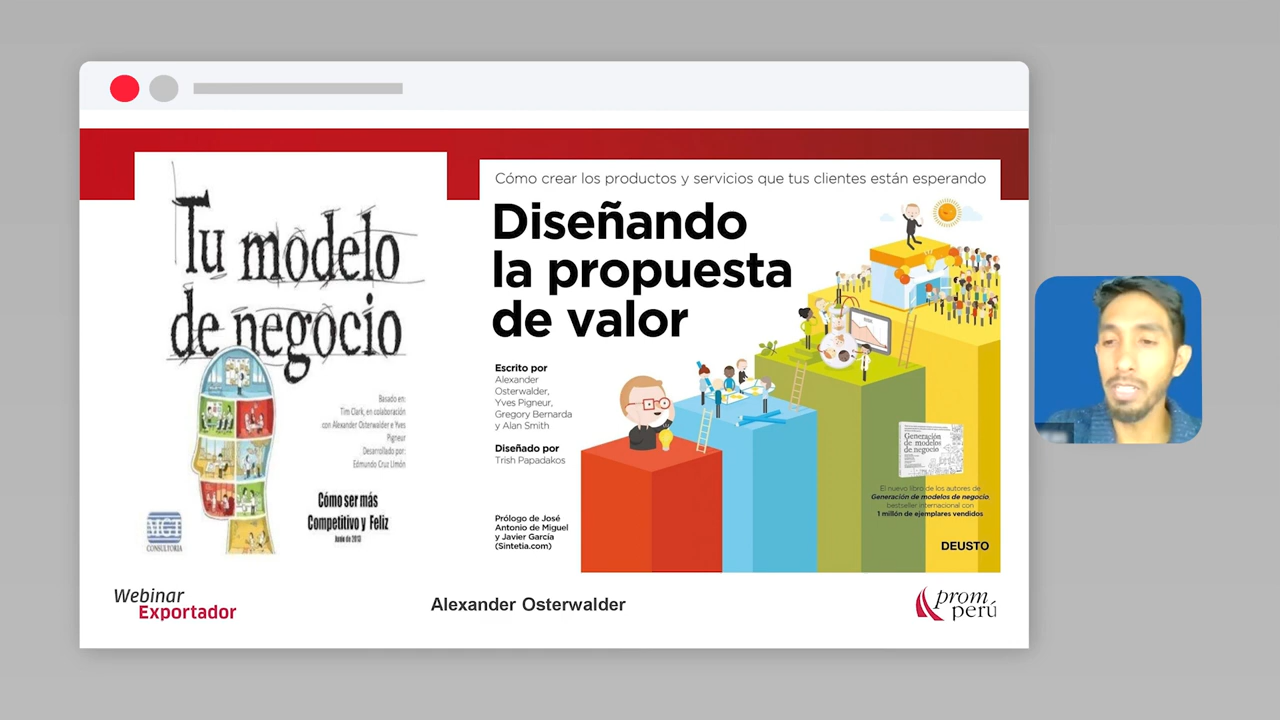 Tu modelo
de negocio
Basado en:
Tim Clark, en colaboración
con Alexander Osterwalder e Yves
Pigneur
Desarrollado por:
Edmundo Cruz Limón
Cómo ser más
Competitivo y Feliz
Junio de 2013
CONSULTORIA
Cómo crear los productos y servicios que tus clientes están esperando
Diseñando
la propuesta
de valor
Escrito por
Alexander
Osterwalder,
Yves Pigneur,
Gregory Bernarda
y Alan Smith
Diseñado por
Trish Papadakos
Prólogo de José
Antonio de Miguel
y Javier García
(Sintetia.com)
Generación
de modelos
de negocio
El nuevo libro de los autores de
Generación de modelos de negocio,
bestseller internacional con
1 millón de ejemplares vendidos
DEUSTO
Webinar
Exportador
Alexander Osterwalder
prom
perú